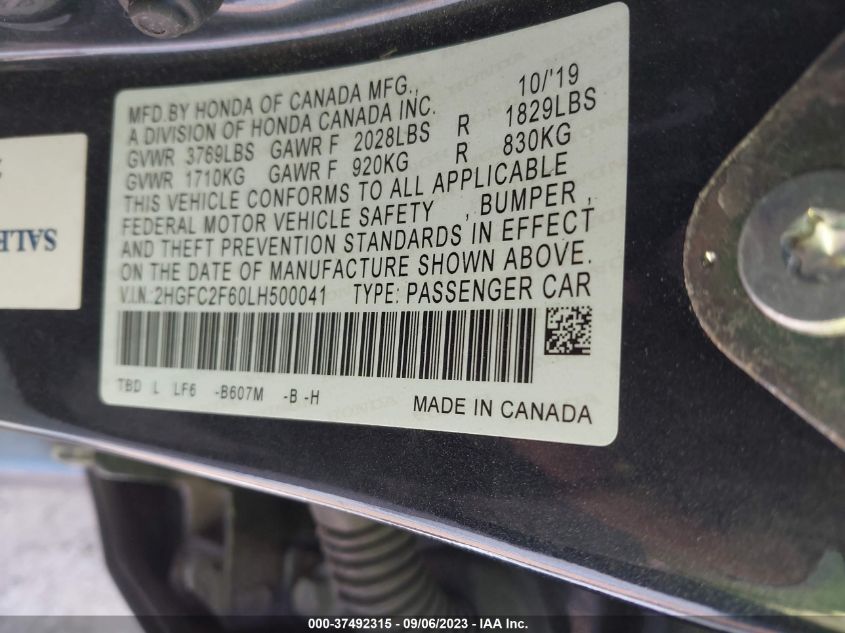 MFD.BY HONDA OF CANADA MFG., 10/'19
A DIVISION OF HONDA CANADA INC.
GVWR 3769LBS GAWR F 2028LBS R 1829LBS
GVWR 1710KG GAWR F 920KG R 830KG
THIS VEHICLE CONFORMS TO ALL APPLICABLE
FEDERAL MOTOR VEHICLE SAFETY , BUMPER ,
AND THEFT PREVENTION STANDARDS IN EFFECT
ON THE DATE OF MANUFACTURE SHOWN ABOVE.
V.I.N.:2HGFC2F60LH500041 TYPE: PASSENGER CAR
TBD L LF6 -B607M -B -H
MADE IN CANADA
000-37492315 - 09/06/2023 - IAA Inc.